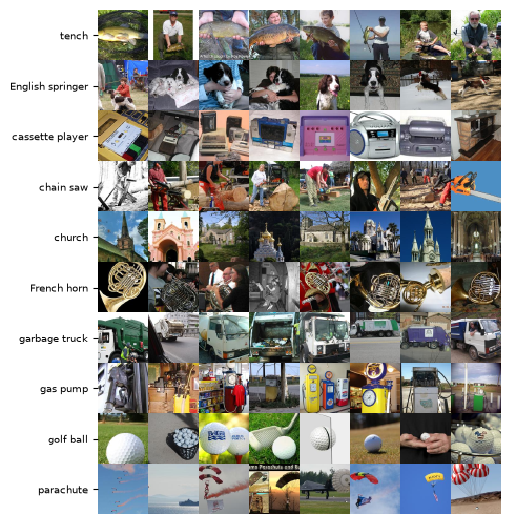 tench
English springer
cassette player
chain saw
church
French horn
garbage truck
gas pump
golf ball
parachute